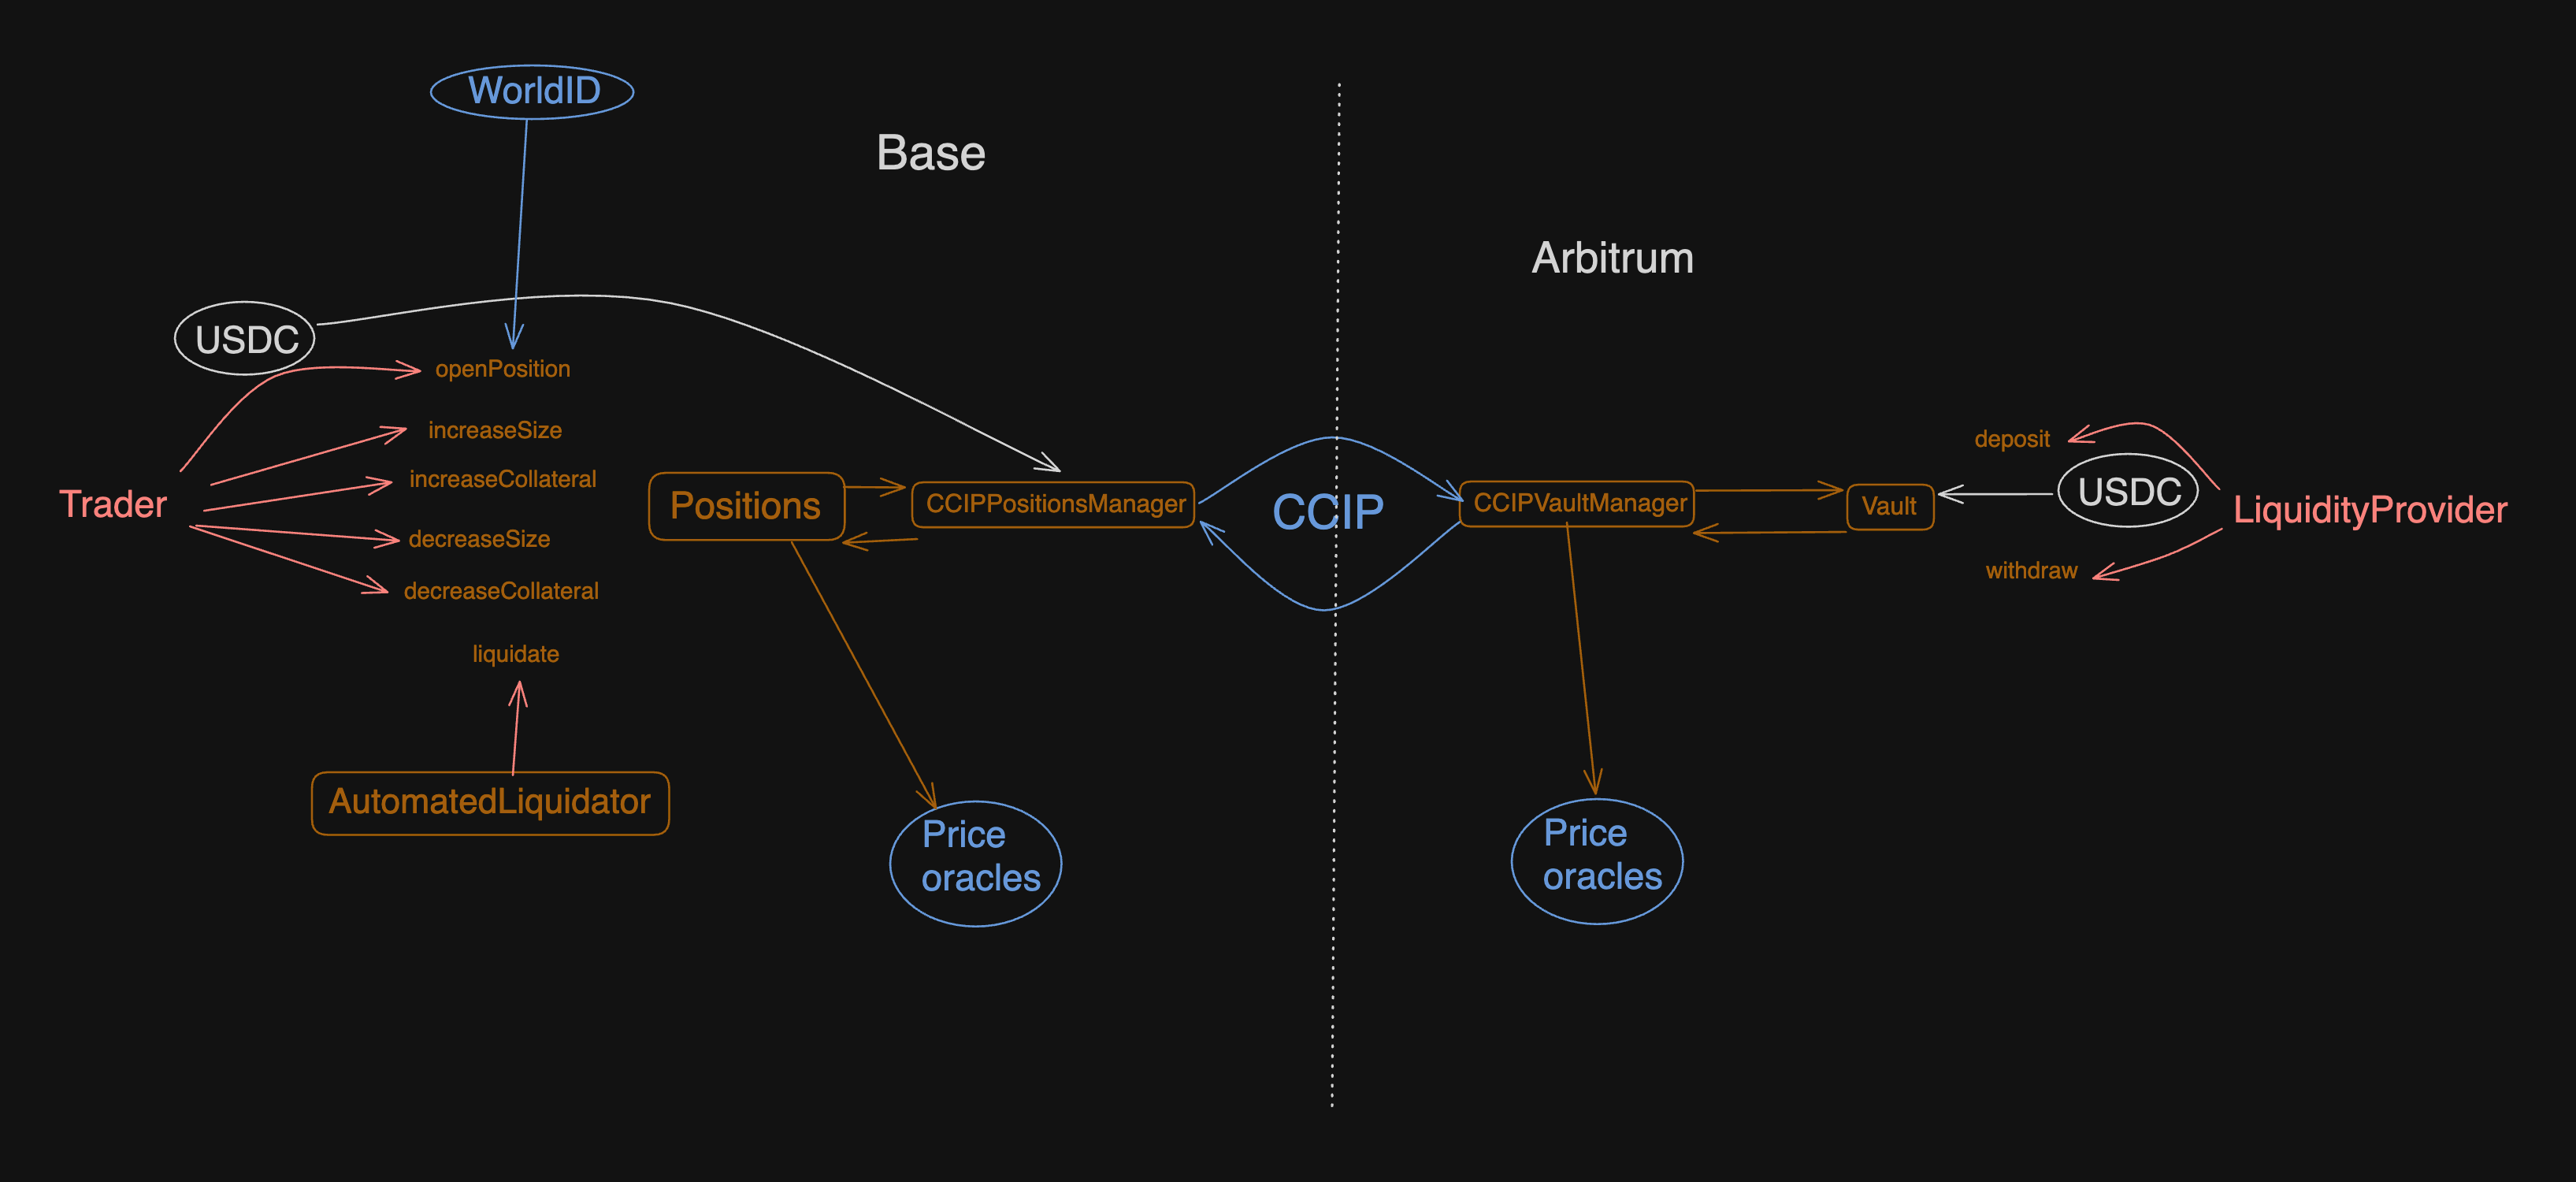 WorldID
Base
Arbitrum
USDC
openPosition
increaseSize
increaseCollateral
Trader
decreaseSize
decreaseCollateral
liquidate
AutomatedLiquidator
Positions
CCIPPositionsManager
Price
oracles
CCIP
CCIPVaultManager
Price
oracles
Vault
deposit
USDC
withdraw
LiquidityProvider